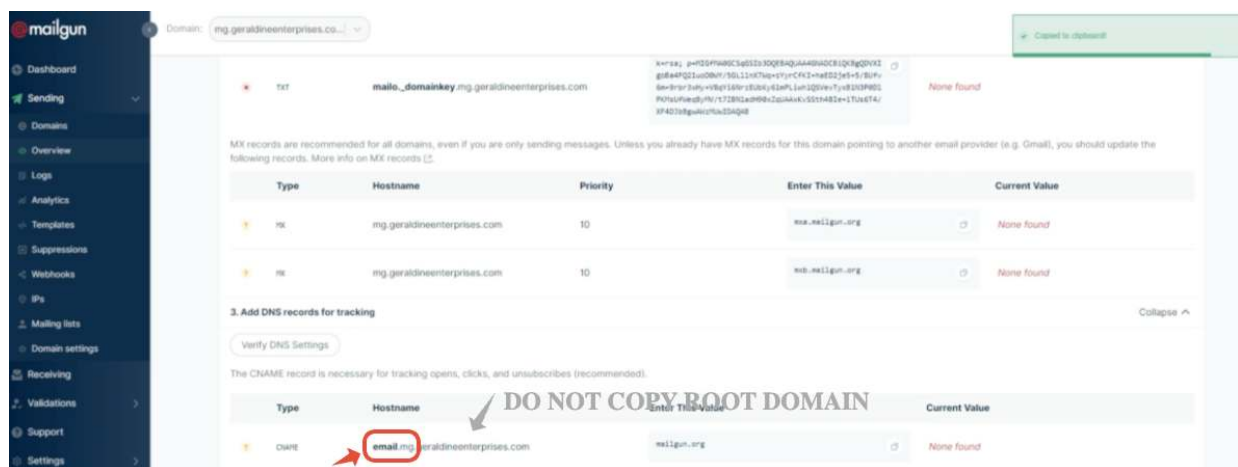 mailgun
Domain: mg.geraldineenterprises.co...
Copied to clipboard!
Dashboard
Sending
Domains
Overview
Logs
Analytics
Templates
Suppressions
Webhooks
IPs
Mailing lists
Domain settings
Receiving
Validations
Support
Settings
TXT mailo._domainkey.mg.geraldineenterprises.com None found
MX records are recommended for all domains, even if you are only sending messages. Unless you already have MX records for this domain pointing to another email provider (e.g. Gmail), you should update the
following records. More info on MX records
Type Hostname Priority Enter This Value Current Value
MX mg.geraldineenterprises.com 10 mxa.mailgun.org None found
MX mg.geraldineenterprises.com 10 mxb.mailgun.org None found
3. Add DNS records for tracking Collapse
Verify DNS Settings
The CNAME record is necessary for tracking opens, clicks, and unsubscribes (recommended).
DO NOT COPY ROOT DOMAIN
Type Hostname Enter This Value Current Value
CNAME email.mg.geraldineenterprises.com mailgun.org None found